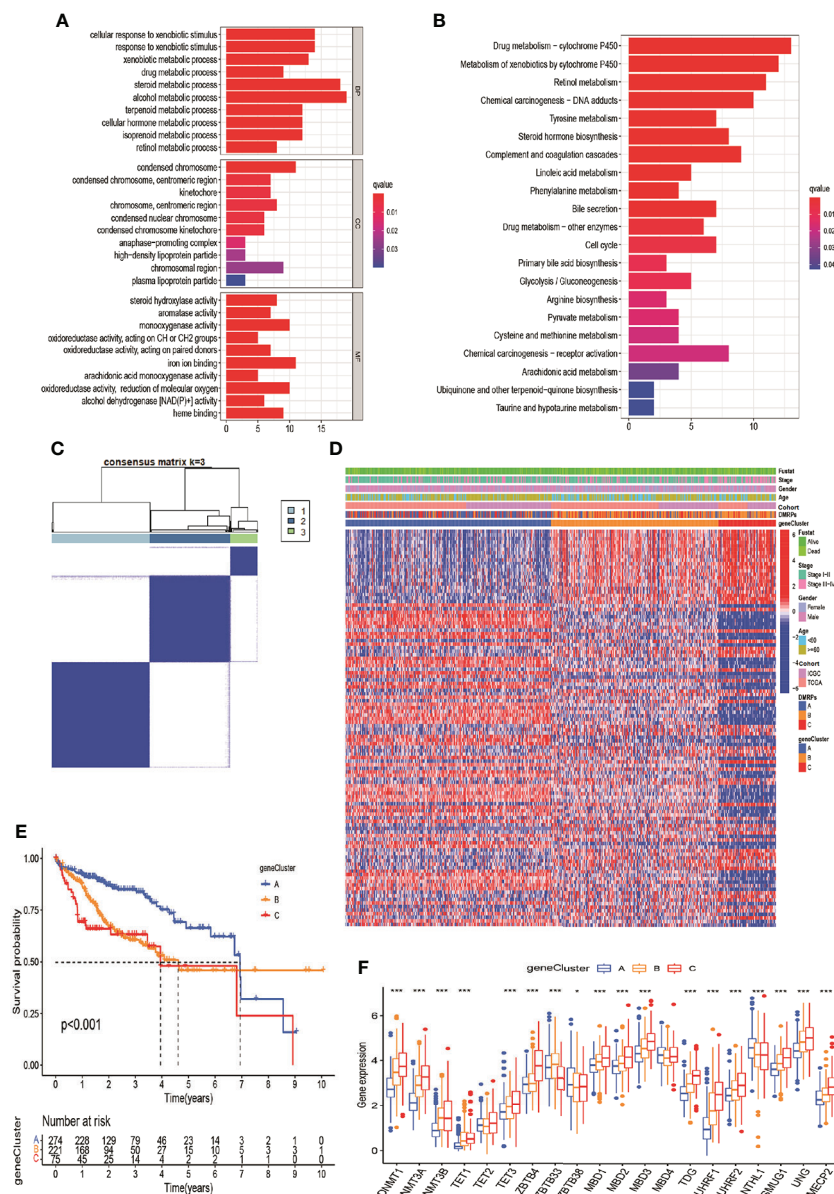 A
cellular response to xenobiotic stimulus
response to xenobiotic stimulus
xenobiotic metabolic process
drug metabolic process
steroid metabolic process
alcohol metabolic process
terpenoid metabolic process
cellular hormone metabolic process
isoprenoid metabolic process
retinol metabolic process
BP
condensed chromosome
condensed chromosome, centromeric region
kinetochore
chromosome, centromeric region
condensed nuclear chromosome
condensed chromosome kinetochore
anaphase-promoting complex
high-density lipoprotein particle
chromosomal region
plasma lipoprotein particle
CC
steroid hydroxylase activity
aromatase activity
monooxygenase activity
oxidoreductase activity, acting on CH or CH2 groups
oxidoreductase activity, acting on paired donors
iron ion binding
arachidonic acid monooxygenase activity
oxidoreductase activity, reduction of molecular oxygen
alcohol dehydrogenase [NAD(P)+] activity
heme binding
MF
0 5 10 15
qvalue
0.01
0.02
0.03
B
Drug metabolism − cytochrome P450
Metabolism of xenobiotics by cytochrome P450
Retinol metabolism
Chemical carcinogenesis − DNA adducts
Tyrosine metabolism
Steroid hormone biosynthesis
Complement and coagulation cascades
Linoleic acid metabolism
Phenylalanine metabolism
Bile secretion
Drug metabolism − other enzymes
Cell cycle
Primary bile acid biosynthesis
Glycolysis / Gluconeogenesis
Arginine biosynthesis
Pyruvate metabolism
Cysteine and methionine metabolism
Chemical carcinogenesis − receptor activation
Arachidonic acid metabolism
Ubiquinone and other terpenoid−quinone biosynthesis
Taurine and hypotaurine metabolism
0 5 10
qvalue
0.01
0.02
0.03
0.04
C
consensus matrix k=3
1
2
3
D
Fustat
Stage
Gender
Age
Cohort
DMRPs
geneCluster
6
4
2
0
−2
−4
−6
Fustat
Alive
Dead
Stage
Stage I-II
Stage III-IV
Gender
Female
Male
Age
<60
>=60
Cohort
ICGC
TCGA
DMRPs
A
B
C
geneCluster
A
B
C
E
geneCluster
A
B
C
Survival probability
1.00
0.75
0.50
0.25
0.00
p<0.001
0 1 2 3 4 5 6 7 8 9 10
Time(years)
Number at risk
geneCluster
A 274 228 129 79 46 23 14 3 2 1 0
B 221 168 94 50 27 15 10 5 3 3 1
C 75 45 25 14 4 2 2 1 1 0 0
0 1 2 3 4 5 6 7 8 9 10
Time(years)
F
geneCluster A B C
*** *** *** *** *** *** *** * *** *** *** *** *** *** *** *** *** ***
Gene expression
6
4
2
0
DNMT1
NMT3A
NMT3B
TET1
TET2
TET3
ZBTB4
ZBTB33
ZBTB38
MBD1
MBD2
MBD3
MBD4
TDG
UHRF1
UHRF2
NTHL1
SMUG1
UNG
MECP2